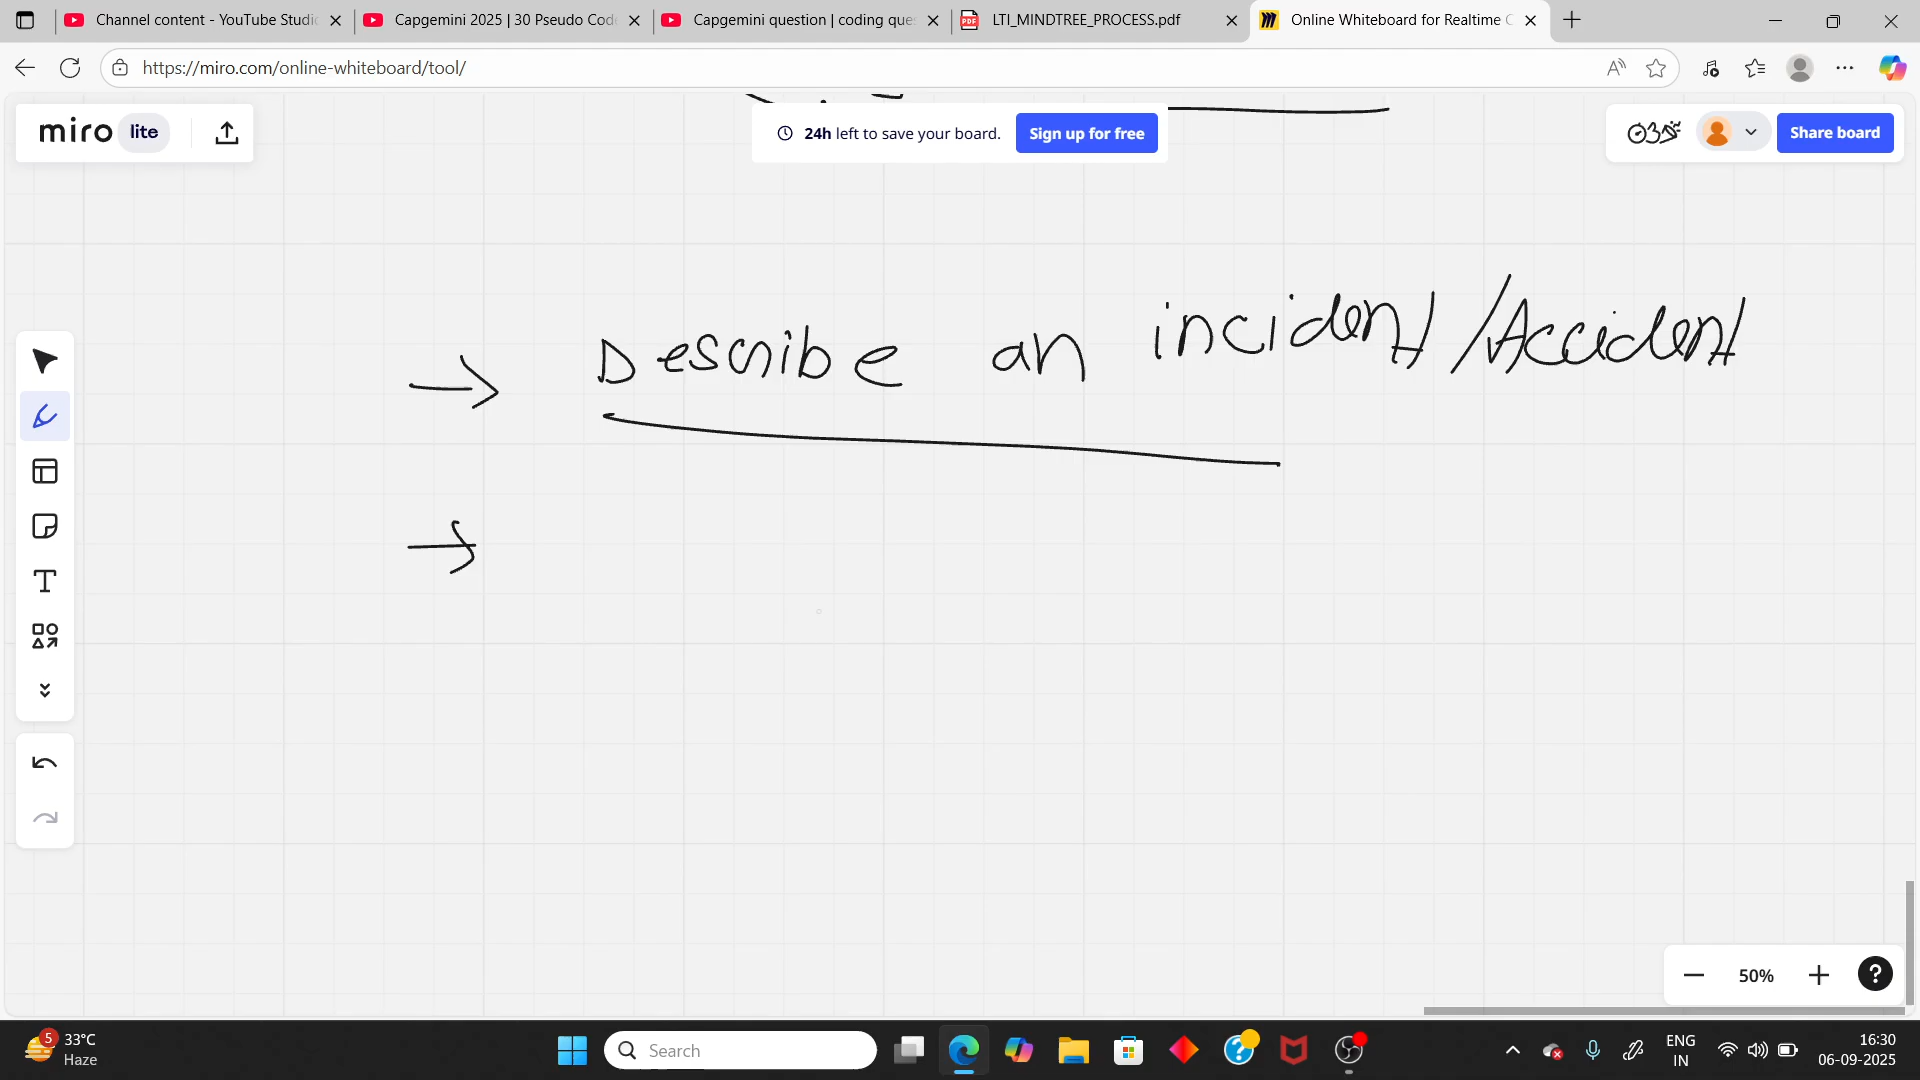 Channel content - YouTube Studi
Capgemini 2025 | 30 Pseudo Cod
Capgemini question | coding que
LTI_MINDTREE_PROCESS.pdf
Online Whiteboard for Realtime C
https://miro.com/online-whiteboard/tool/
miro lite
24h left to save your board.
Sign up for free
Share board
→ Describe an incident/Accident
→
50%
33°C
Haze
5
Search
ENG
IN
16:30
06-09-2025